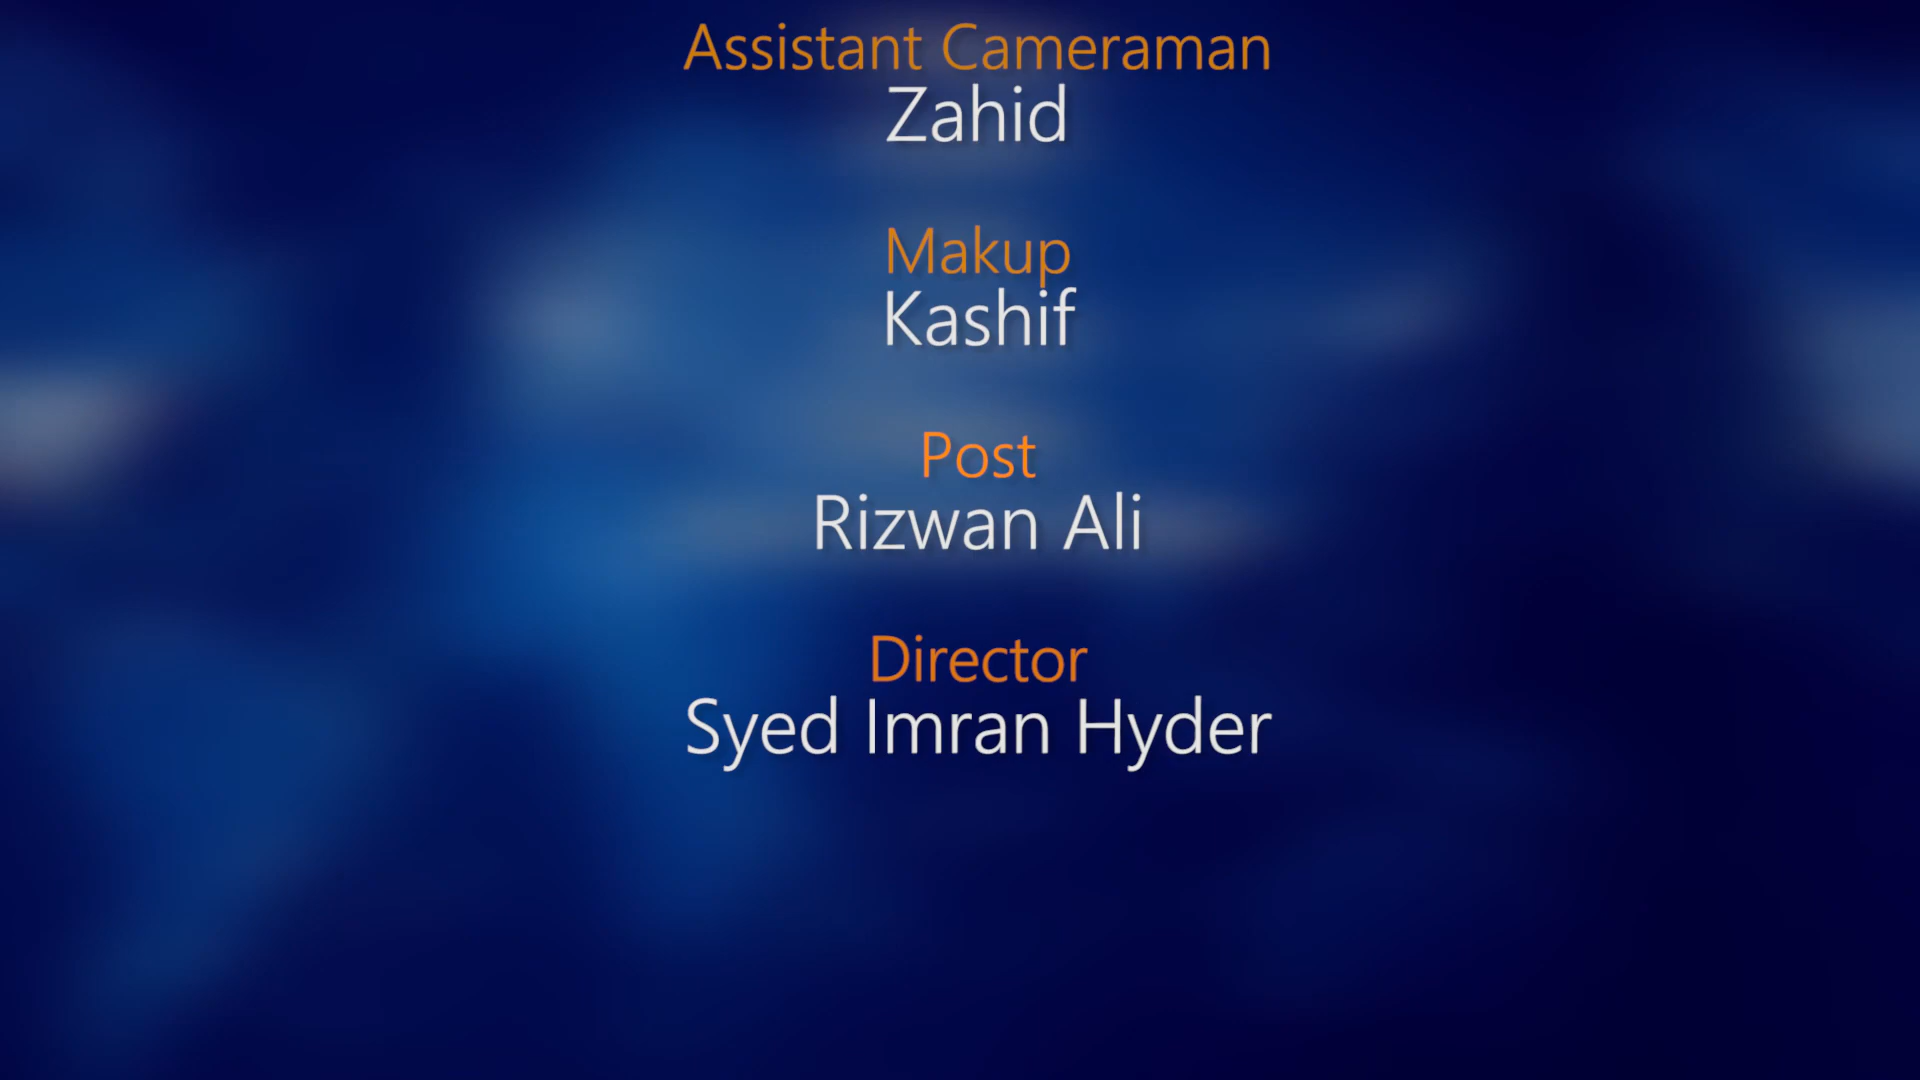 Assistant Cameraman
Zahid
Makup
Kashif
Post
Rizwan Ali
Director
Syed Imran Hyder